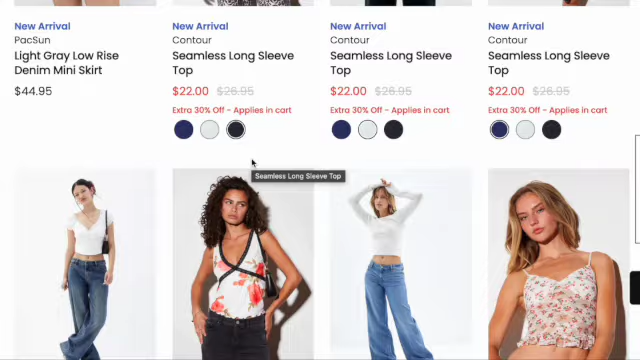 New Arrival
PacSun
Light Gray Low Rise
Denim Mini Skirt
$44.95
New Arrival
Contour
Seamless Long Sleeve
Top
$22.00 $26.95
Extra 30% Off - Applies in cart
New Arrival
Contour
Seamless Long Sleeve
Top
$22.00 $26.95
Extra 30% Off - Applies in cart
New Arrival
Contour
Seamless Long Sleeve
Top
$22.00 $26.95
Extra 30% Off - Applies in cart
Seamless Long Sleeve Top